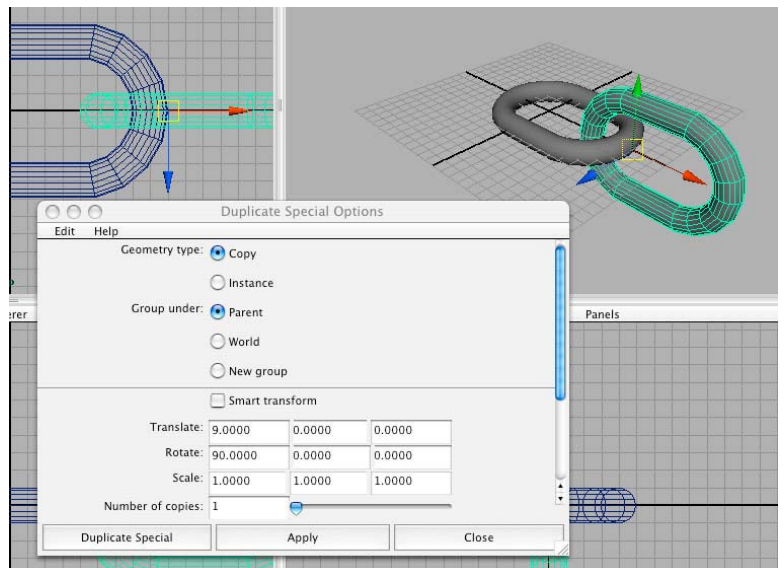 Duplicate Special Options
Edit Help
Geometry type: Copy
Instance
Group under: Parent
World
New group
Smart transform
Translate: 9.0000 0.0000 0.0000
Rotate: 90.0000 0.0000 0.0000
Scale: 1.0000 1.0000 1.0000
Number of copies: 1
Duplicate Special Apply Close
erer
Panels